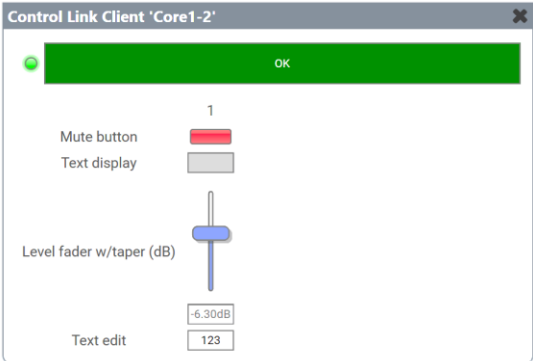 Control Link Client 'Core1-2'
OK
1
Mute button
Text display
Level fader w/taper (dB)
-6.30dB
Text edit 123